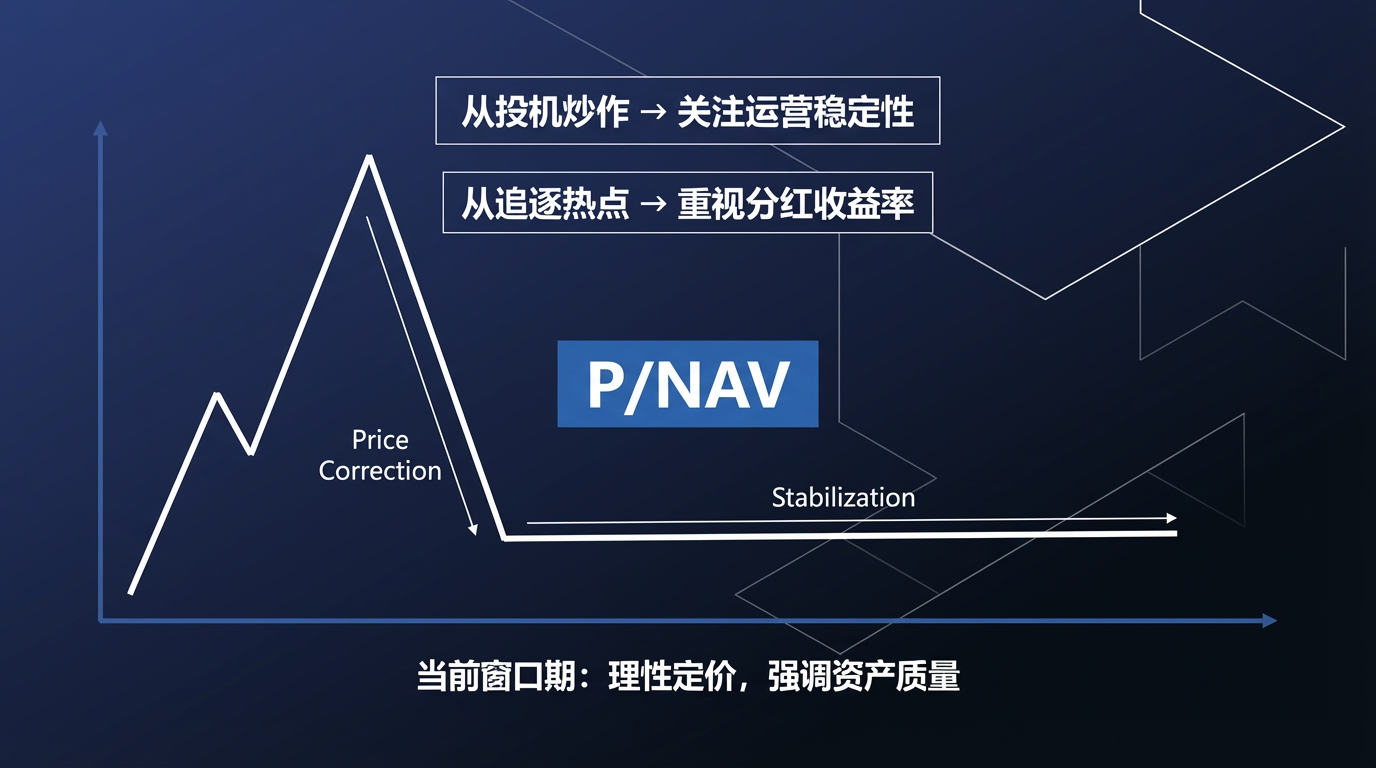 从投机炒作 → 关注运营稳定性
从追逐热点 → 重视分红收益率
P/NAV
Price
Correction
Stabilization
当前窗口期：理性定价，强调资产质量